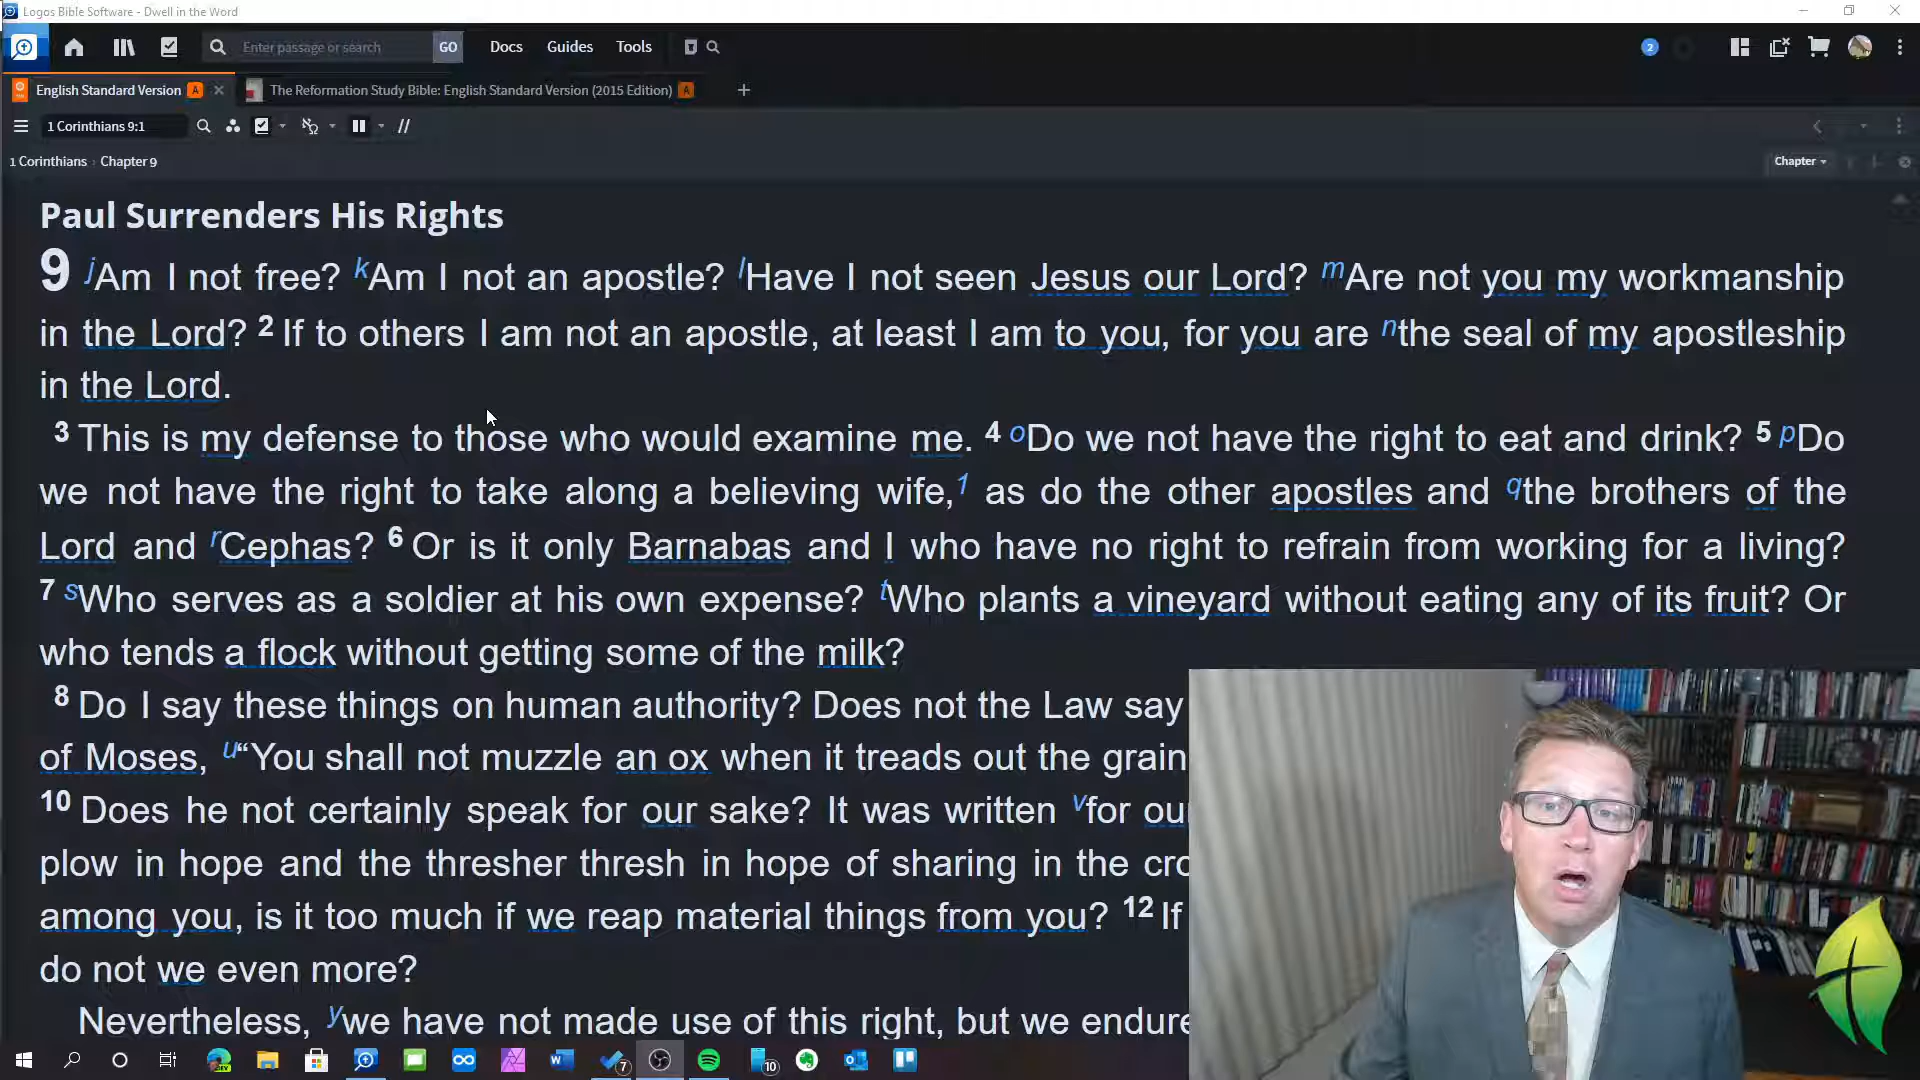 Logos Bible Software - Dwell in the Word
Enter passage or search GO Docs Guides Tools 2
English Standard Version A The Reformation Study Bible: English Standard Version (2015 Edition) A
1 Corinthians 9:1
1 Corinthians › Chapter 9 Chapter
Paul Surrenders His Rights
9 jAm I not free? kAm I not an apostle? lHave I not seen Jesus our Lord? mAre not you my workmanship
in the Lord? 2 If to others I am not an apostle, at least I am to you, for you are nthe seal of my apostleship
in the Lord.
3 This is my defense to those who would examine me. 4 oDo we not have the right to eat and drink? 5 pDo
we not have the right to take along a believing wife,1 as do the other apostles and qthe brothers of the
Lord and rCephas? 6 Or is it only Barnabas and I who have no right to refrain from working for a living?
7 sWho serves as a soldier at his own expense? tWho plants a vineyard without eating any of its fruit? Or
who tends a flock without getting some of the milk?
8 Do I say these things on human authority? Does not the Law say
of Moses, u“You shall not muzzle an ox when it treads out the grain
10 Does he not certainly speak for our sake? It was written vfor ou
plow in hope and the thresher thresh in hope of sharing in the cro
among you, is it too much if we reap material things from you? 12 If
do not we even more?
Nevertheless, ywe have not made use of this right, but we endure
7 10